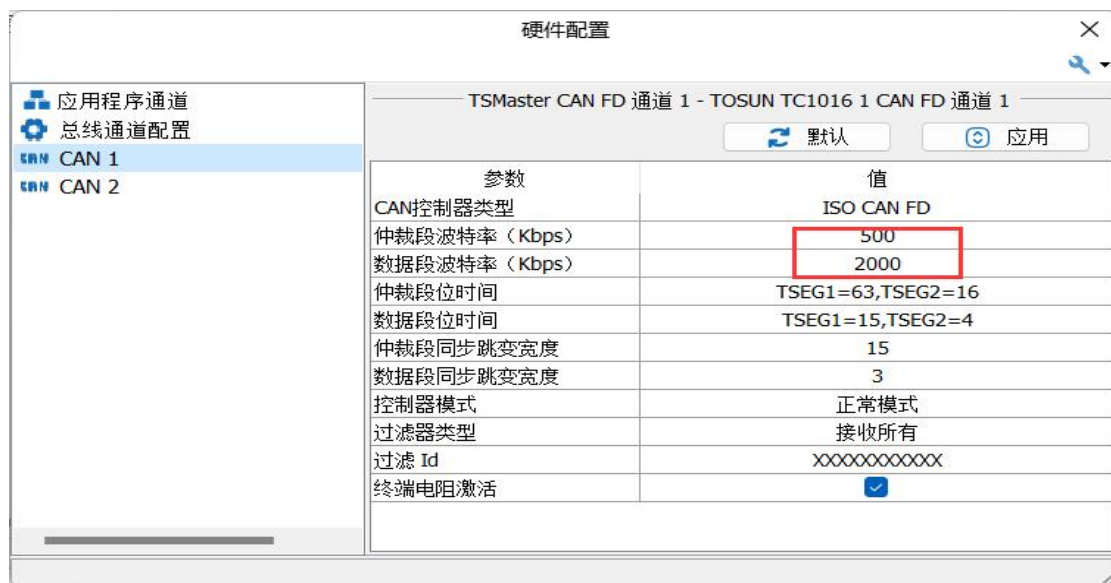 硬件配置
应用程序通道
总线通道配置
CAN CAN 1
CAN CAN 2
TSMaster CAN FD 通道 1 - TOSUN TC1016 1 CAN FD 通道 1
默认 应用
参数 值
CAN控制器类型 ISO CAN FD
仲裁段波特率（Kbps） 500
数据段波特率（Kbps） 2000
仲裁段位时间 TSEG1=63,TSEG2=16
数据段位时间 TSEG1=15,TSEG2=4
仲裁段同步跳变宽度 15
数据段同步跳变宽度 3
控制器模式 正常模式
过滤器类型 接收所有
过滤 Id XXXXXXXXXXX
终端电阻激活